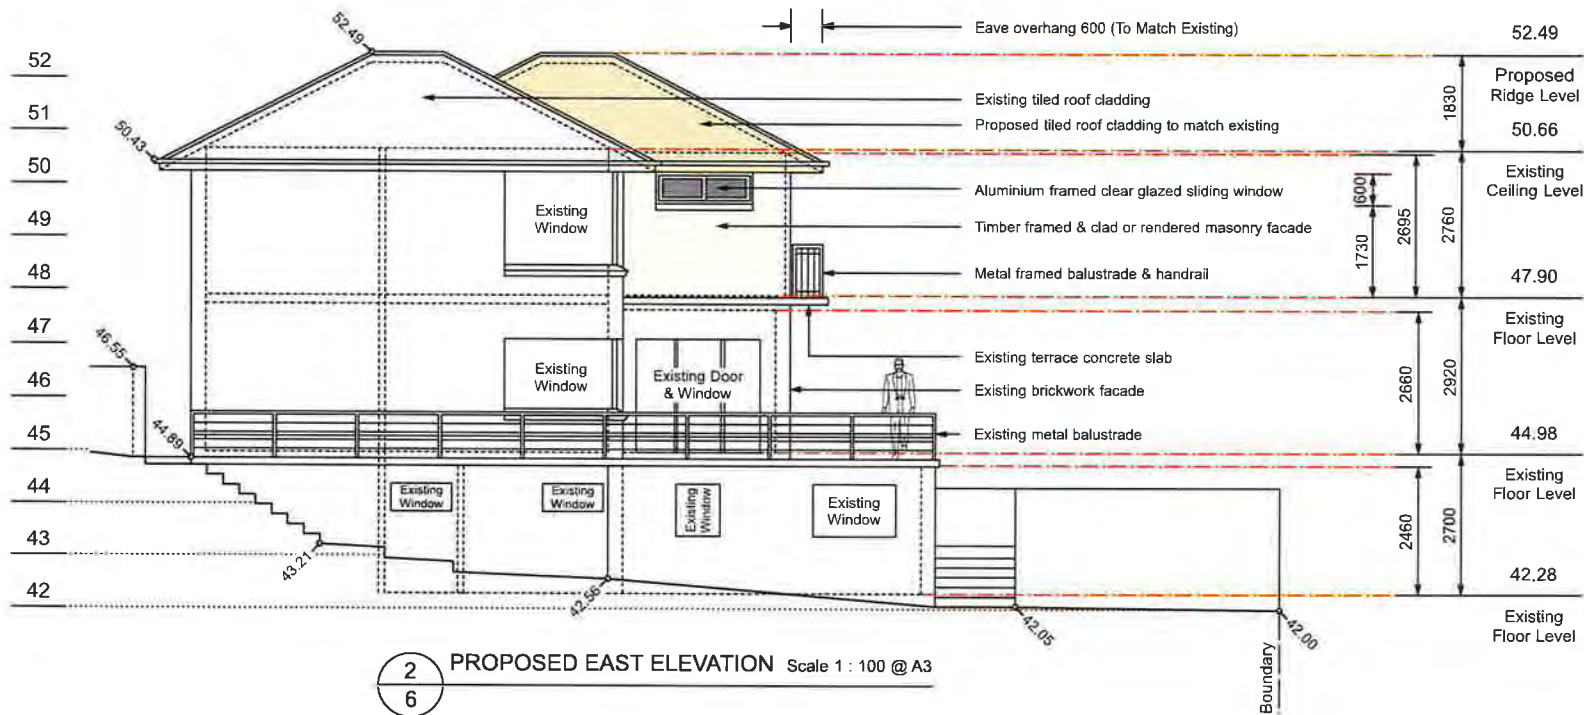 52.49
Eave overhang 600 (To Match Existing)
52.49
52
Proposed
Ridge Level
1830
Existing tiled roof cladding
51
Proposed tiled roof cladding to match existing
50.66
50.43
50
Existing
Ceiling Level
Aluminium framed clear glazed sliding window
600
2695
2760
Existing
Window
49
Timber framed & clad or rendered masonry facade
1730
48
Metal framed balustrade & handrail
47.90
47
Existing
Floor Level
46.55
Existing terrace concrete slab
Existing
Window
Existing Door
& Window
46
Existing brickwork facade
2660
2920
45
44.89
Existing metal balustrade
44.98
Existing
Floor Level
44
Existing
Window
Existing
Window
Existing
Window
Existing
Window
2460
2700
43
43.21
42.56
42.28
42
42.05
42.00
Existing
Floor Level
Boundary
2
6
PROPOSED EAST ELEVATION Scale 1 : 100 @ A3